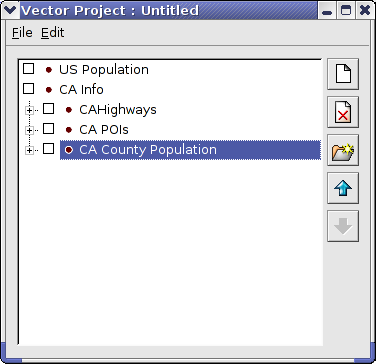 Vector Project : Untitled
File Edit
US Population
CA Info
CAHighways
CA POIs
CA County Population